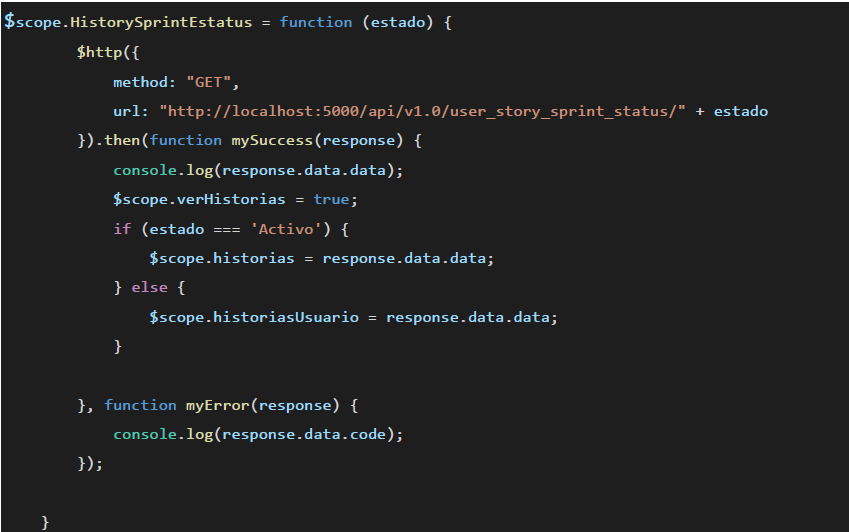 $scope.HistorySprintEstatus = function (estado) {
        $http({
            method: "GET",
            url: "http://localhost:5000/api/v1.0/user_story_sprint_status/" + estado
        }).then(function mySuccess(response) {
            console.log(response.data.data);
            $scope.verHistorias = true;
            if (estado === 'Activo') {
                $scope.historias = response.data.data;
            } else {
                $scope.historiasUsuario = response.data.data;
            }

        }, function myError(response) {
            console.log(response.data.code);
        });

    }